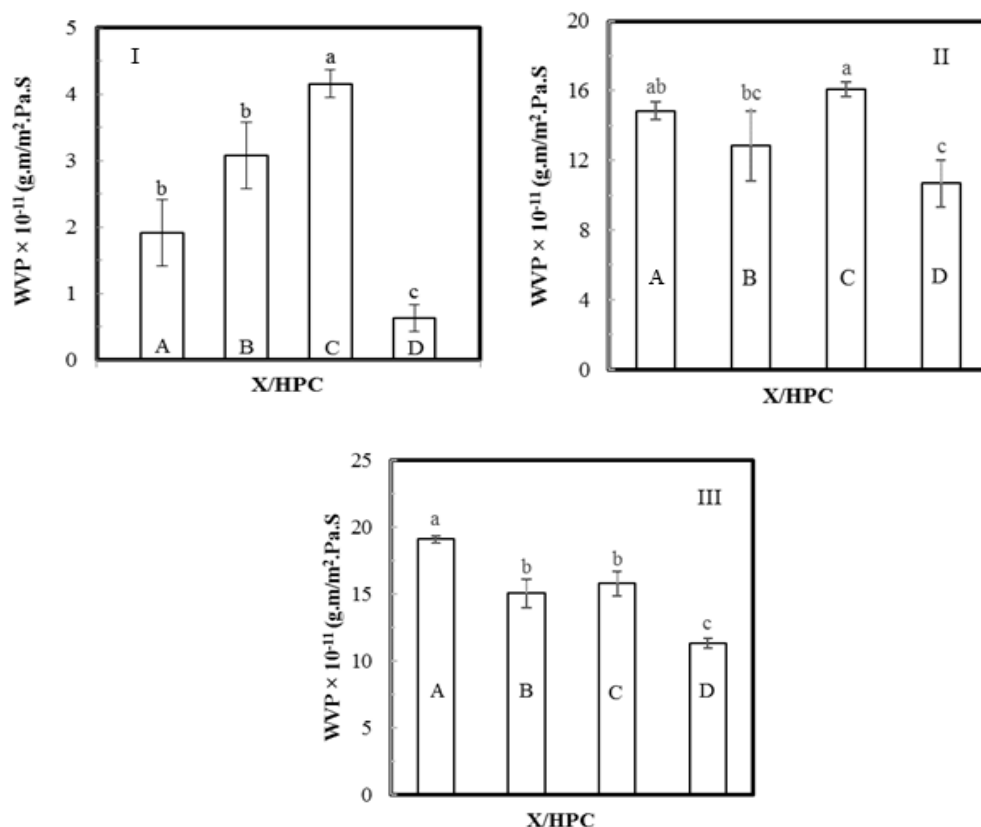 I
WVP × 10⁻¹¹ (g.m/m².Pa.S
5
4
3
2
1
0
b
b
a
c
A
B
C
D
X/HPC
II
WVP × 10⁻¹¹ (g.m/m².Pa.S
20
16
12
8
4
0
ab
bc
a
c
A
B
C
D
X/HPC
III
WVP × 10⁻¹¹ (g.m/m².Pa.S
25
20
15
10
5
0
a
b
b
c
A
B
C
D
X/HPC